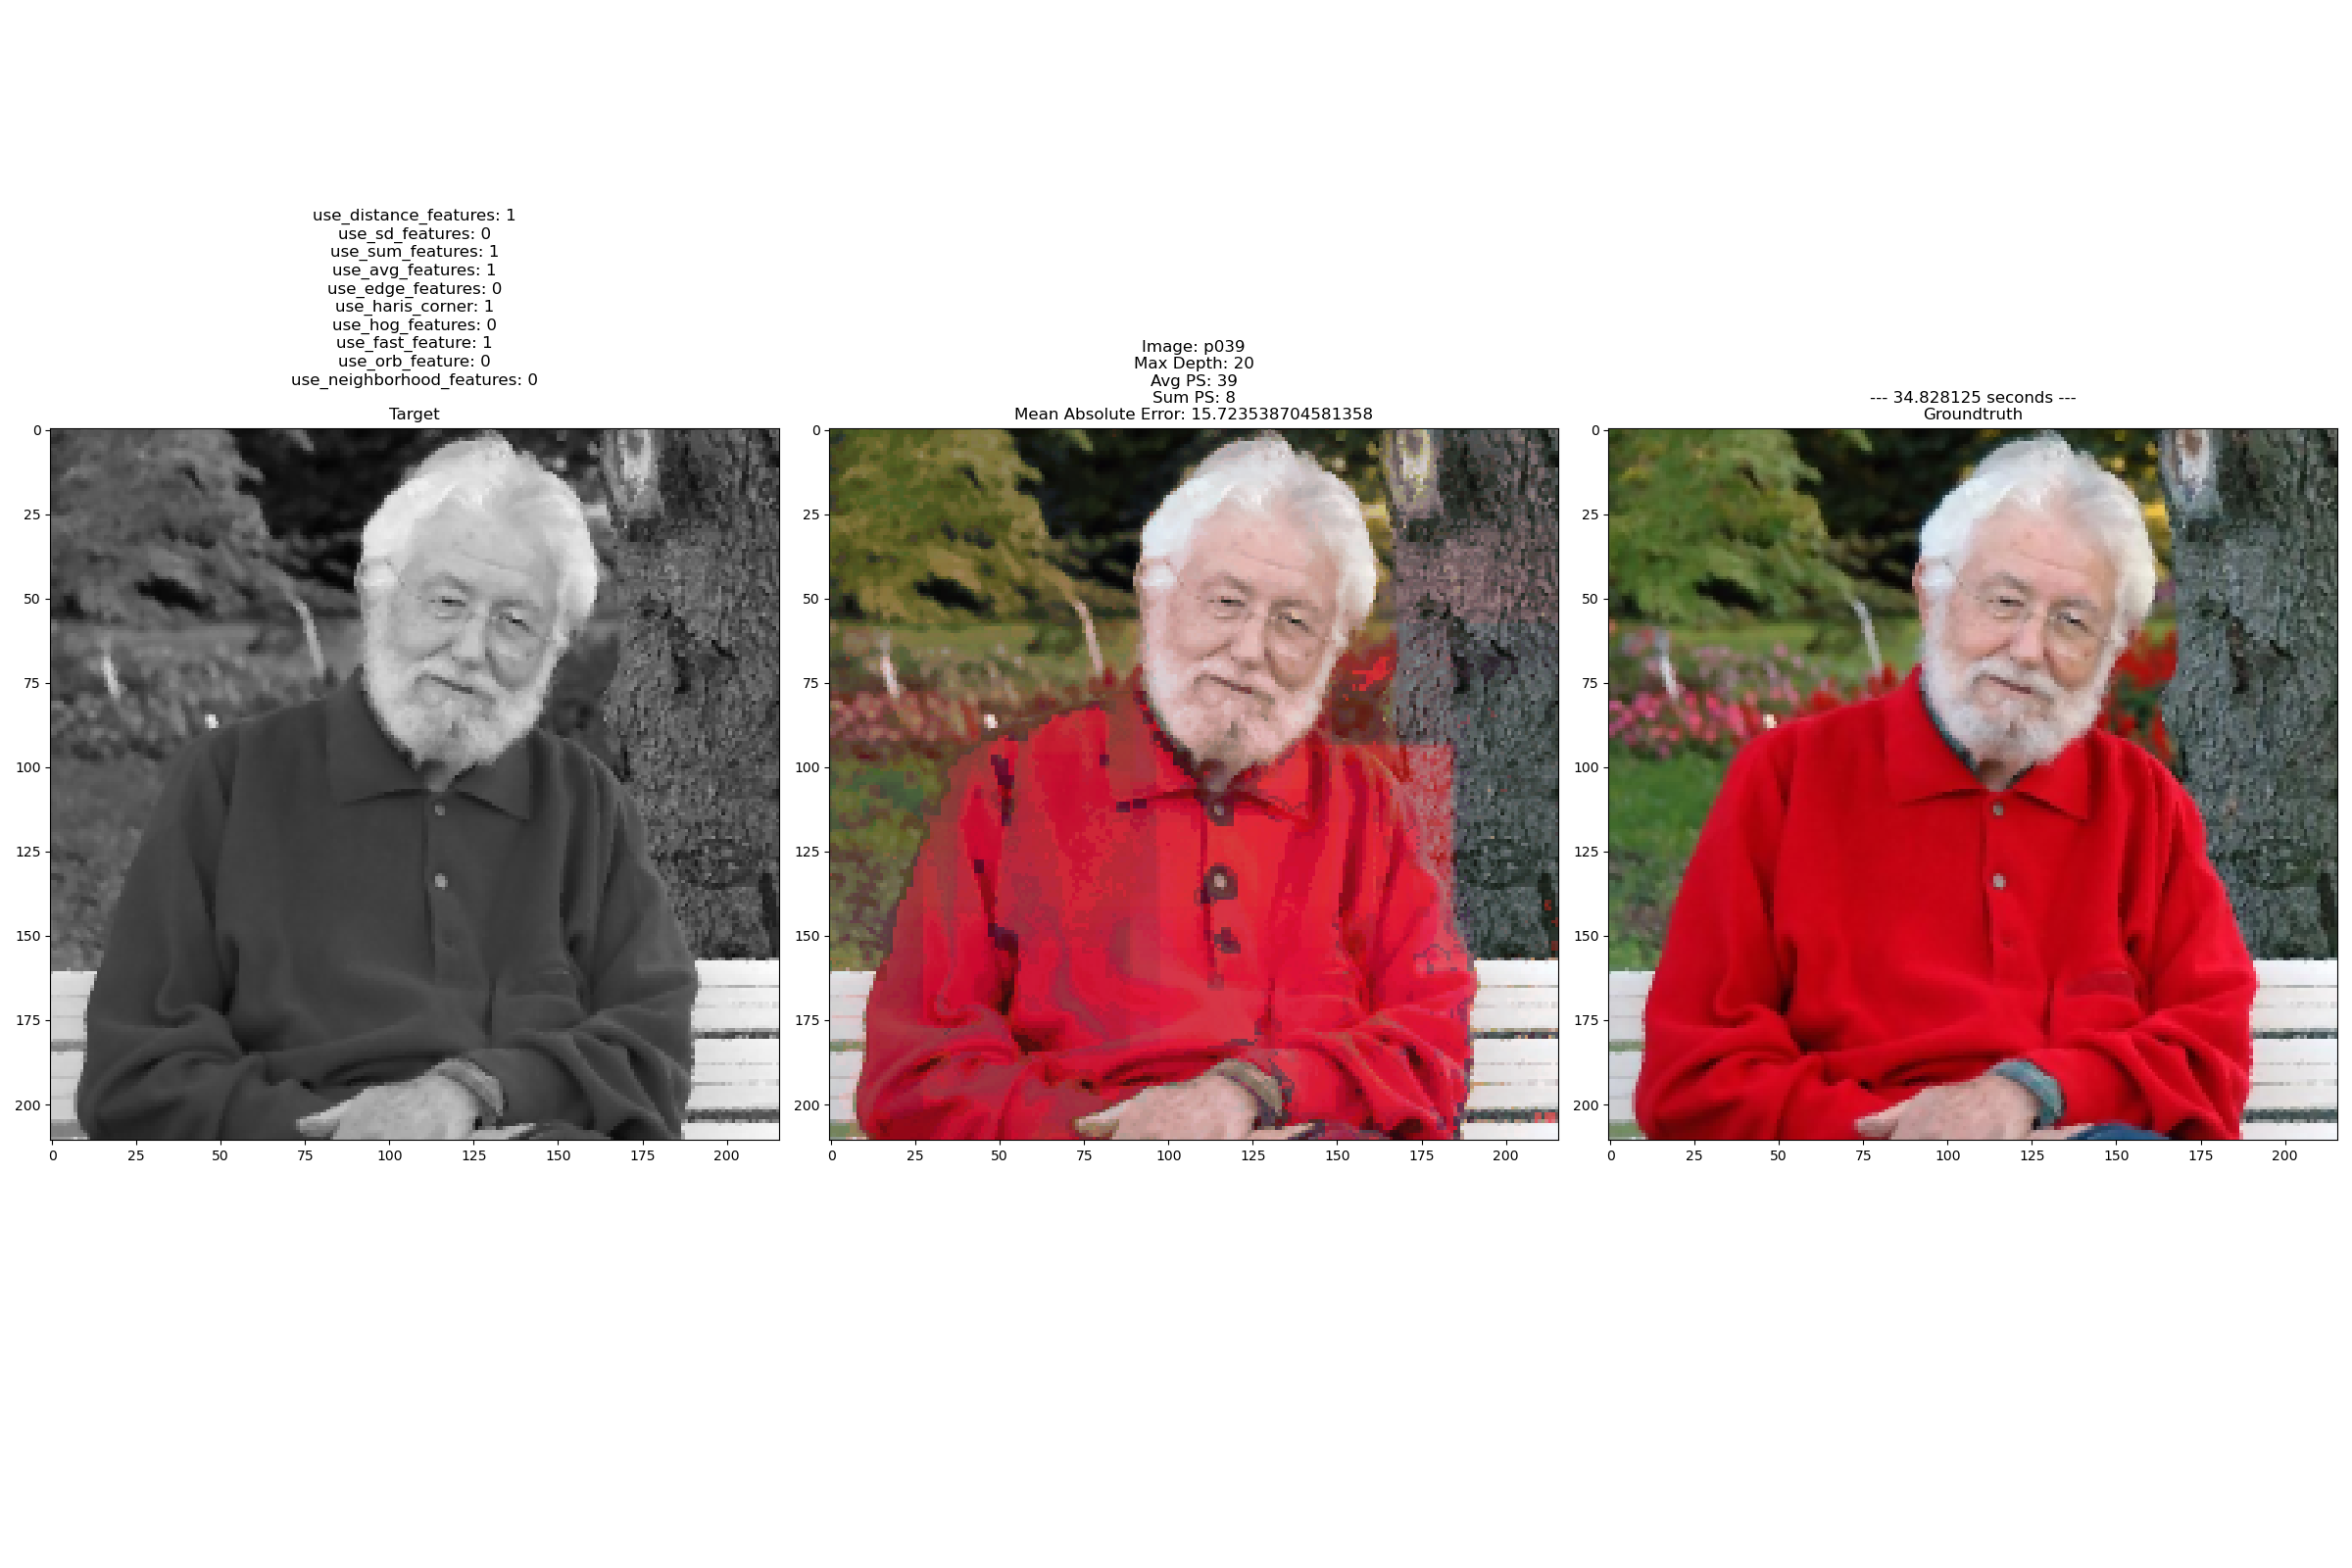 use_distance_features: 1
use_sd_features: 0
use_sum_features: 1
use_avg_features: 1
use_edge_features: 0
use_haris_corner: 1
use_hog_features: 0
use_fast_feature: 1
use_orb_feature: 0
use_neighborhood_features: 0
Target
0
25
50
75
100
125
150
175
200
0 25 50 75 100 125 150 175 200
Image: p039
Max Depth: 20
Avg PS: 39
Sum PS: 8
Mean Absolute Error: 15.723538704581358
0
25
50
75
100
125
150
175
200
0 25 50 75 100 125 150 175 200
--- 34.828125 seconds ---
Groundtruth
0
25
50
75
100
125
150
175
200
0 25 50 75 100 125 150 175 200